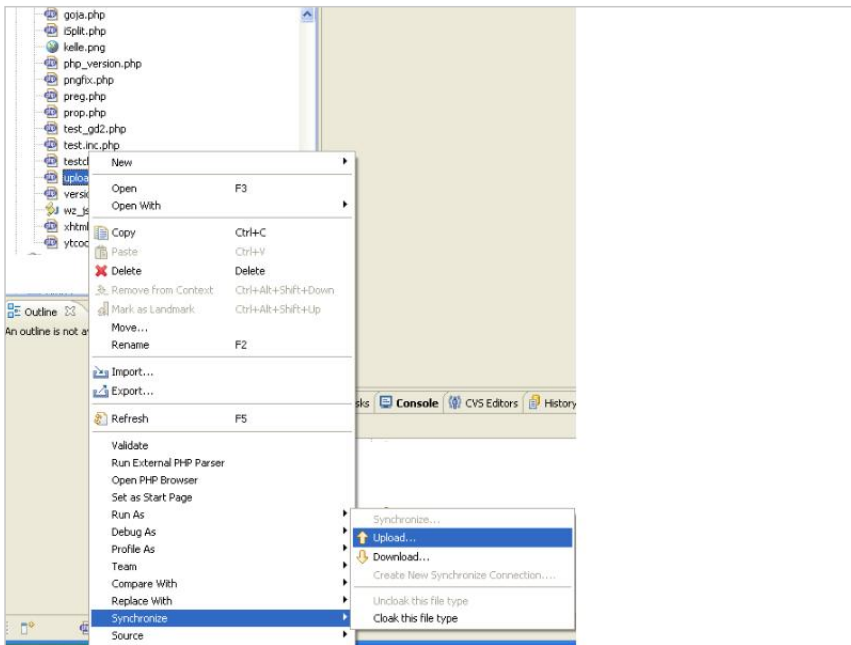 goja.php
iSplit.php
kelle.png
php_version.php
pngfix.php
preg.php
prop.php
test_gd2.php
test.inc.php
New
Open F3
Open With
Copy Ctrl+C
Paste Ctrl+V
Delete Delete
Remove from Context Ctrl+Alt+Shift+Down
Mark as Landmark Ctrl+Alt+Shift+Up
Move...
Rename F2
Import...
Export...
Refresh F5
Validate
Run External PHP Parser
Open PHP Browser
Set as Start Page
Run As
Debug As
Profile As
Team
Compare With
Replace With
Synchronize
Source
Outline
An outline is not
Console CVS Editors History
Synchronize...
Upload...
Download...
Create New Synchronize Connection....
Uncloak this file type
Cloak this file type